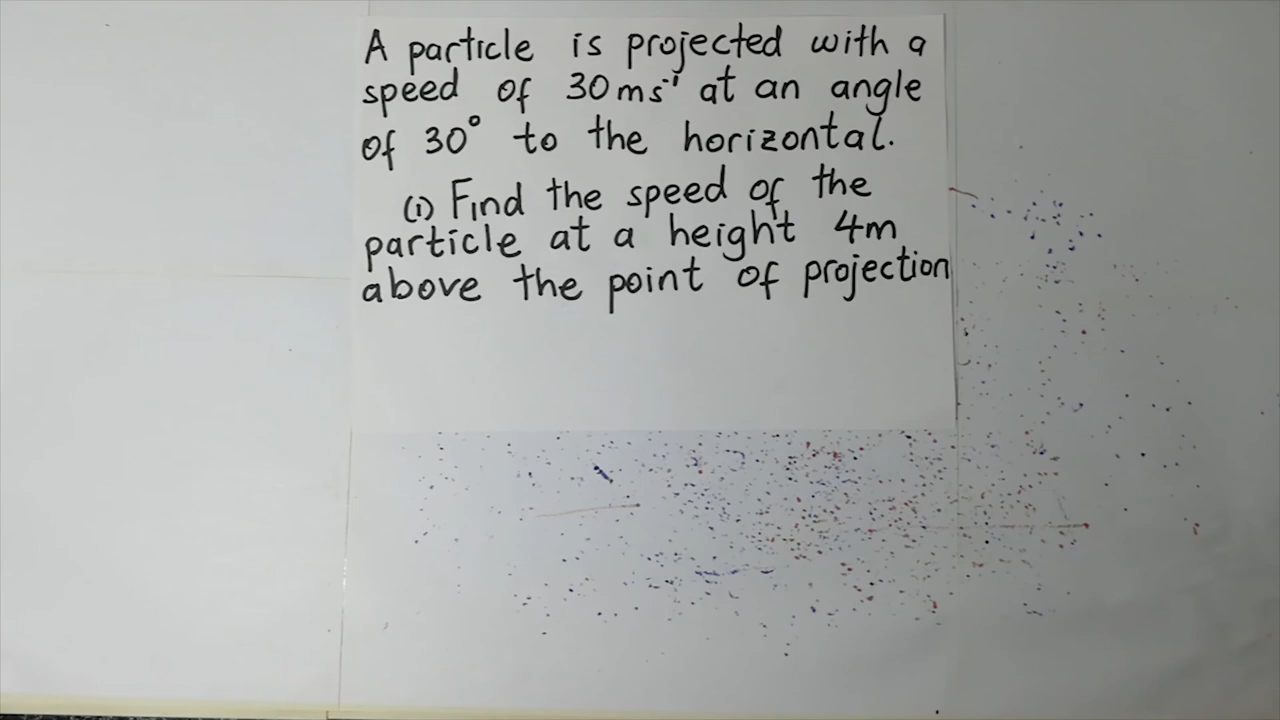 A particle is projected with a
speed of 30ms⁻¹ at an angle
of 30° to the horizontal.
(i) Find the speed of the
particle at a height 4m
above the point of projection